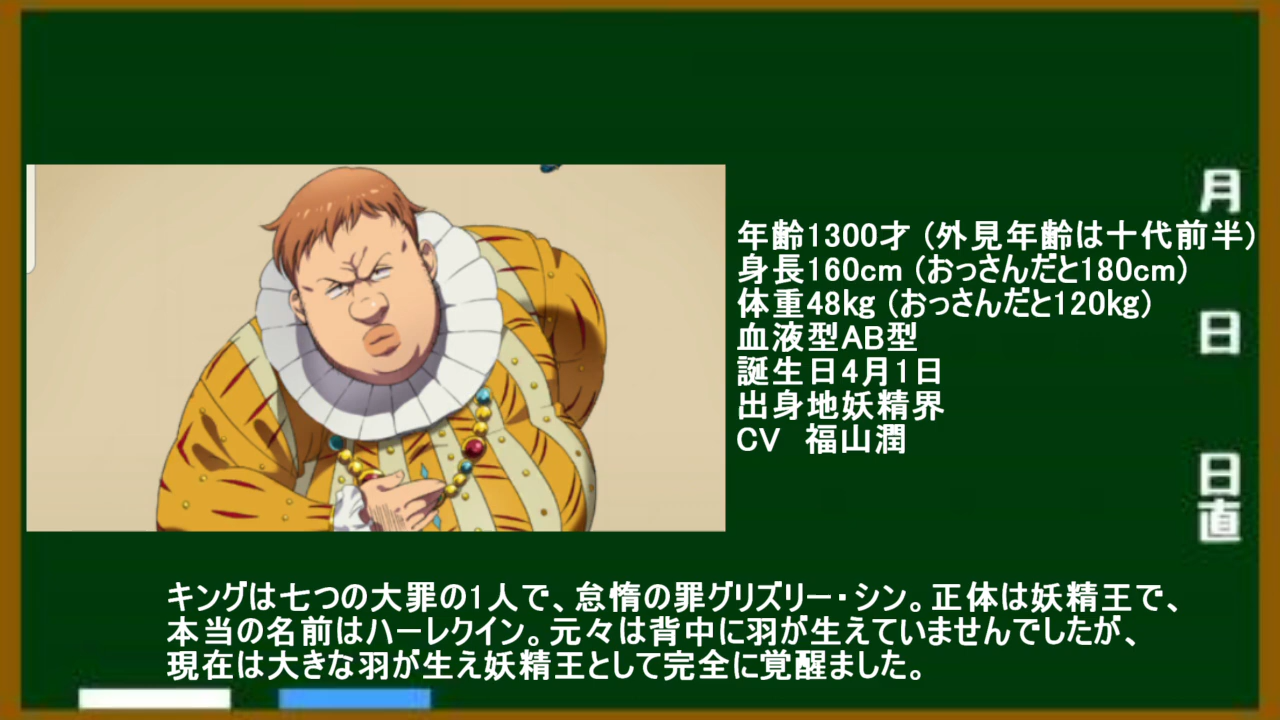 年齢1300才（外見年齢は十代前半）
身長160cm（おっさんだと180cm）
体重48kg（おっさんだと120kg）
血液型AB型
誕生日4月1日
出身地妖精界
CV　福山潤
月
日
日直
キングは七つの大罪の1人で、怠惰の罪グリズリー・シン。正体は妖精王で、
本当の名前はハーレクイン。元々は背中に羽が生えていませんでしたが、
現在は大きな羽が生え妖精王として完全に覚醒ました。